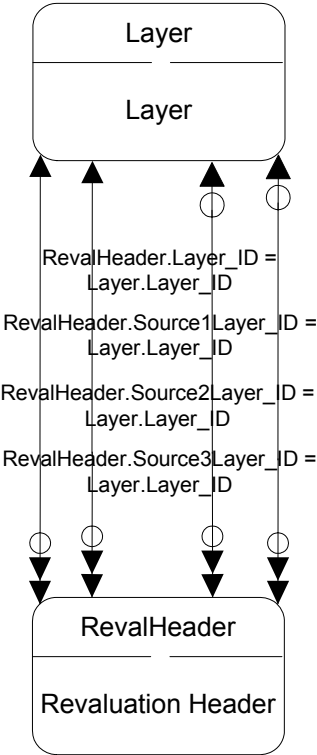 Layer
Layer
RevalHeader.Layer_ID =
Layer.Layer_ID
RevalHeader.Source1Layer_ID =
Layer.Layer_ID
RevalHeader.Source2Layer_ID =
Layer.Layer_ID
RevalHeader.Source3Layer_ID =
Layer.Layer_ID
RevalHeader
Revaluation Header